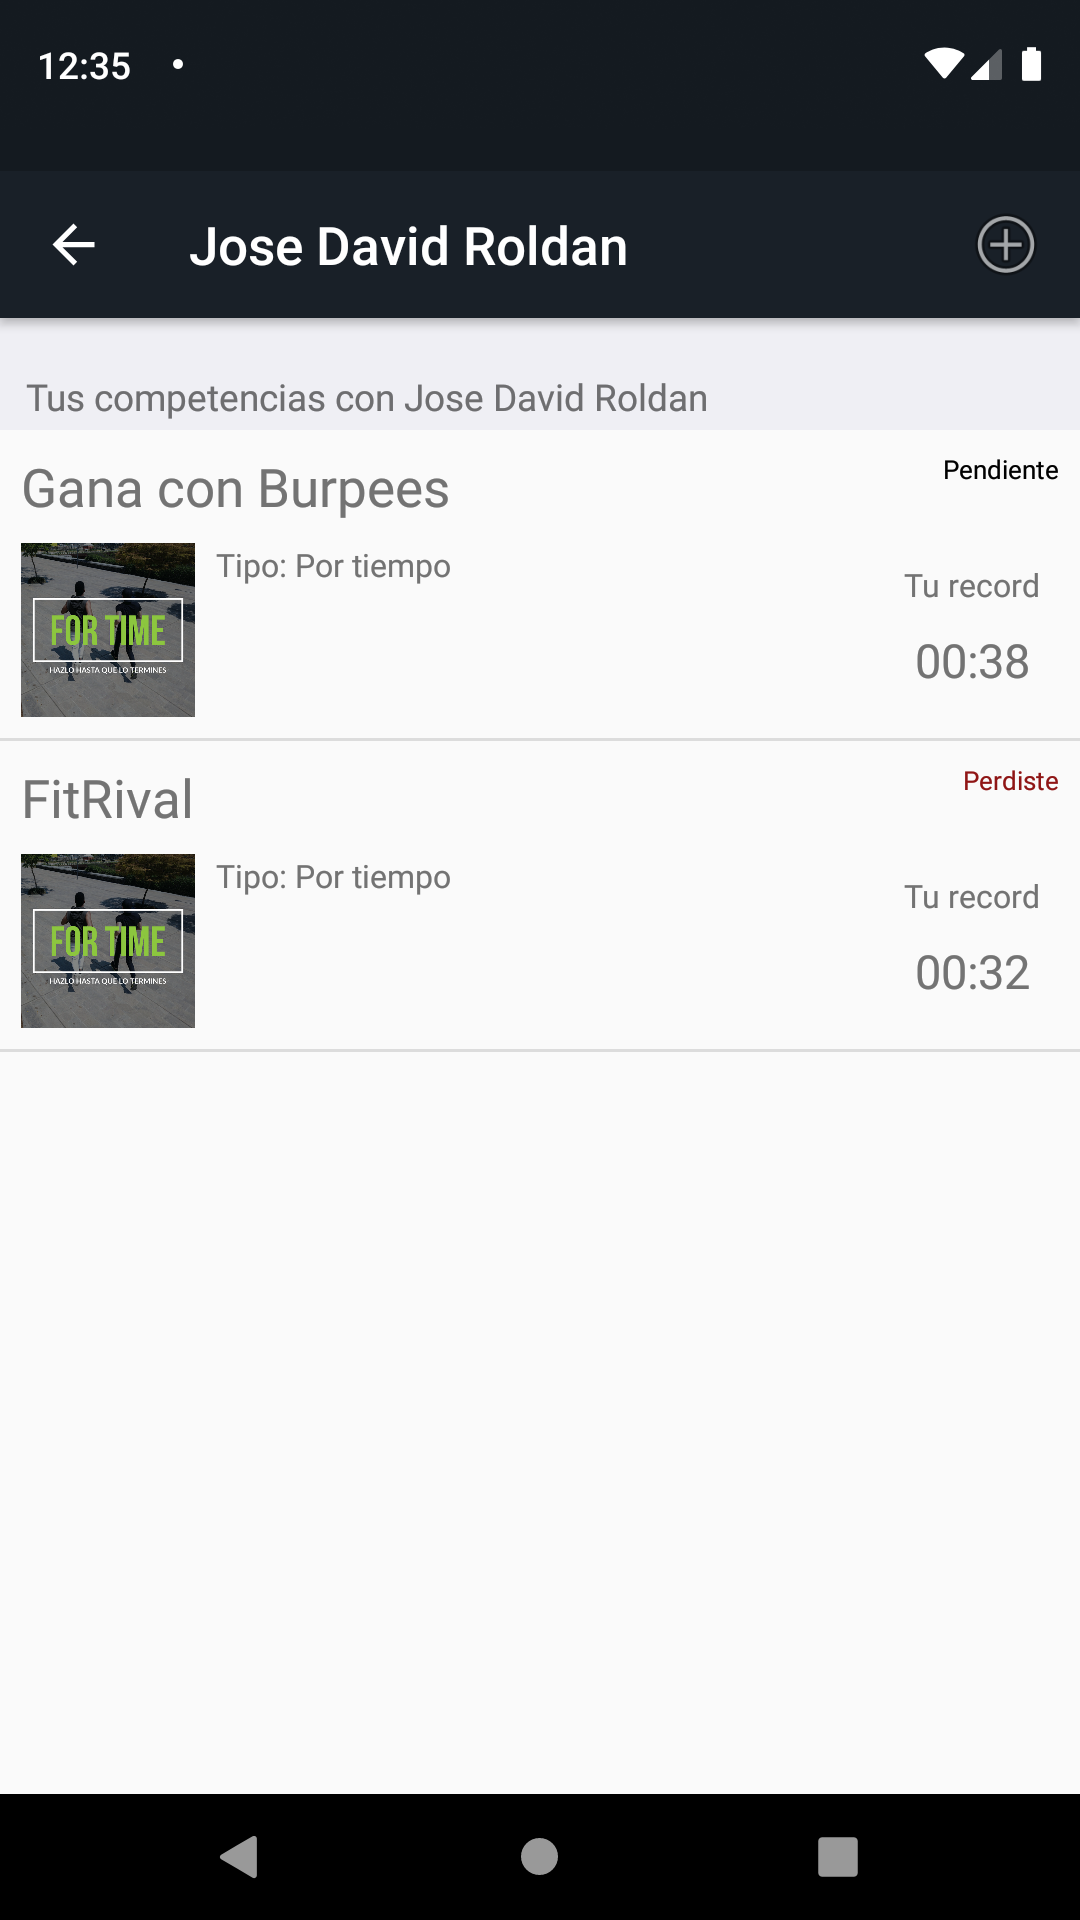 12:35
Jose David Roldan
Tus competencias con Jose David Roldan
Gana con Burpees
Pendiente
FOR TIME
HAZLO HASTA QUE LO TERMINES
Tipo: Por tiempo
Tu record
00:38
FitRival
Perdiste
FOR TIME
HAZLO HASTA QUE LO TERMINES
Tipo: Por tiempo
Tu record
00:32